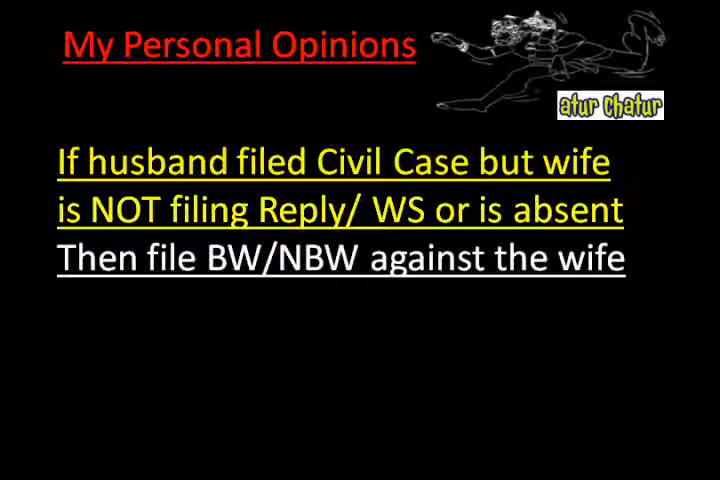 My Personal Opinions
atur chatur
If husband filed Civil Case but wife
is NOT filing Reply/ WS or is absent
Then file BW/NBW against the wife